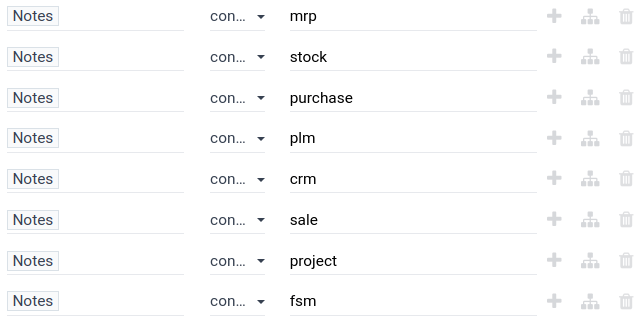 Notes con... mrp
Notes con... stock
Notes con... purchase
Notes con... plm
Notes con... crm
Notes con... sale
Notes con... project
Notes con... fsm